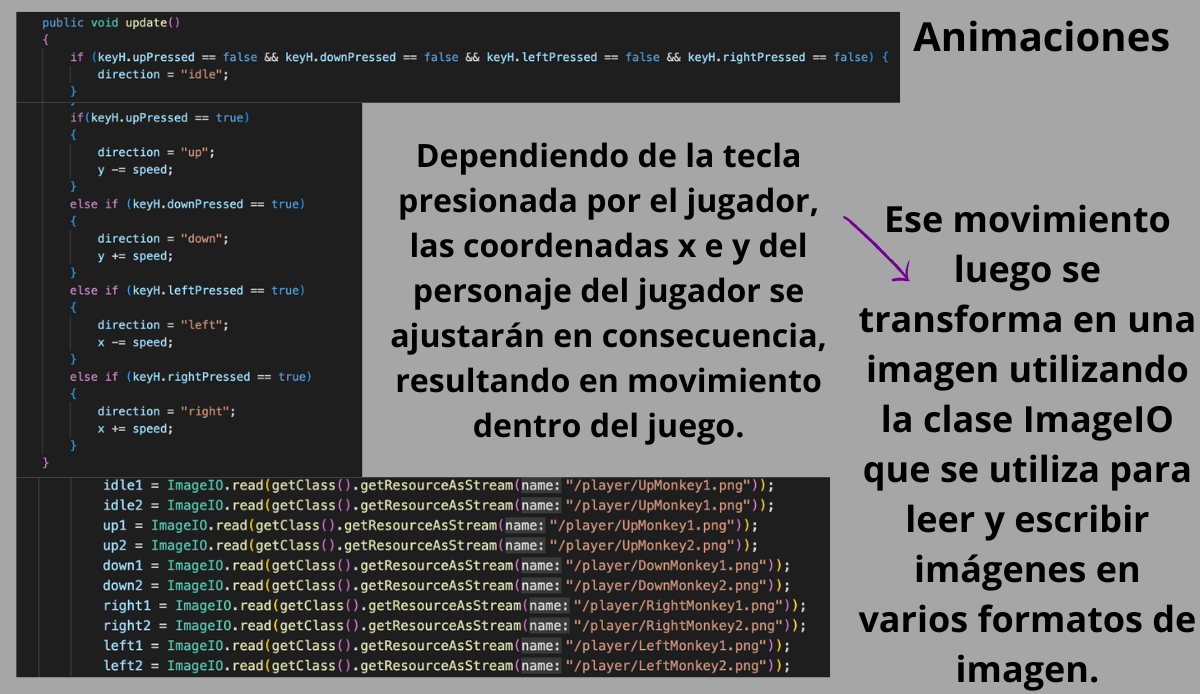 Animaciones
public void update()
{
if (keyH.upPressed == false && keyH.downPressed == false && keyH.leftPressed == false && keyH.rightPressed == false) {
direction = "idle";
}
if(keyH.upPressed == true)
{
direction = "up";
y -= speed;
}
else if (keyH.downPressed == true)
{
direction = "down";
y += speed;
}
else if (keyH.leftPressed == true)
{
direction = "left";
x -= speed;
}
else if (keyH.rightPressed == true)
{
direction = "right";
x += speed;
}
}
Dependiendo de la tecla
presionada por el jugador,
las coordenadas x e y del
personaje del jugador se
ajustarán en consecuencia,
resultando en movimiento
dentro del juego.
Ese movimiento
luego se
transforma en una
imagen utilizando
la clase ImageIO
que se utiliza para
leer y escribir
imágenes en
varios formatos de
imagen.
idle1 = ImageIO.read(getClass().getResourceAsStream(name:"/player/UpMonkey1.png"));
idle2 = ImageIO.read(getClass().getResourceAsStream(name:"/player/UpMonkey1.png"));
up1 = ImageIO.read(getClass().getResourceAsStream(name:"/player/UpMonkey1.png"));
up2 = ImageIO.read(getClass().getResourceAsStream(name:"/player/UpMonkey2.png"));
down1 = ImageIO.read(getClass().getResourceAsStream(name:"/player/DownMonkey1.png"));
down2 = ImageIO.read(getClass().getResourceAsStream(name:"/player/DownMonkey2.png"));
right1 = ImageIO.read(getClass().getResourceAsStream(name:"/player/RightMonkey1.png"));
right2 = ImageIO.read(getClass().getResourceAsStream(name:"/player/RightMonkey2.png"));
left1 = ImageIO.read(getClass().getResourceAsStream(name:"/player/LeftMonkey1.png"));
left2 = ImageIO.read(getClass().getResourceAsStream(name:"/player/LeftMonkey2.png"));